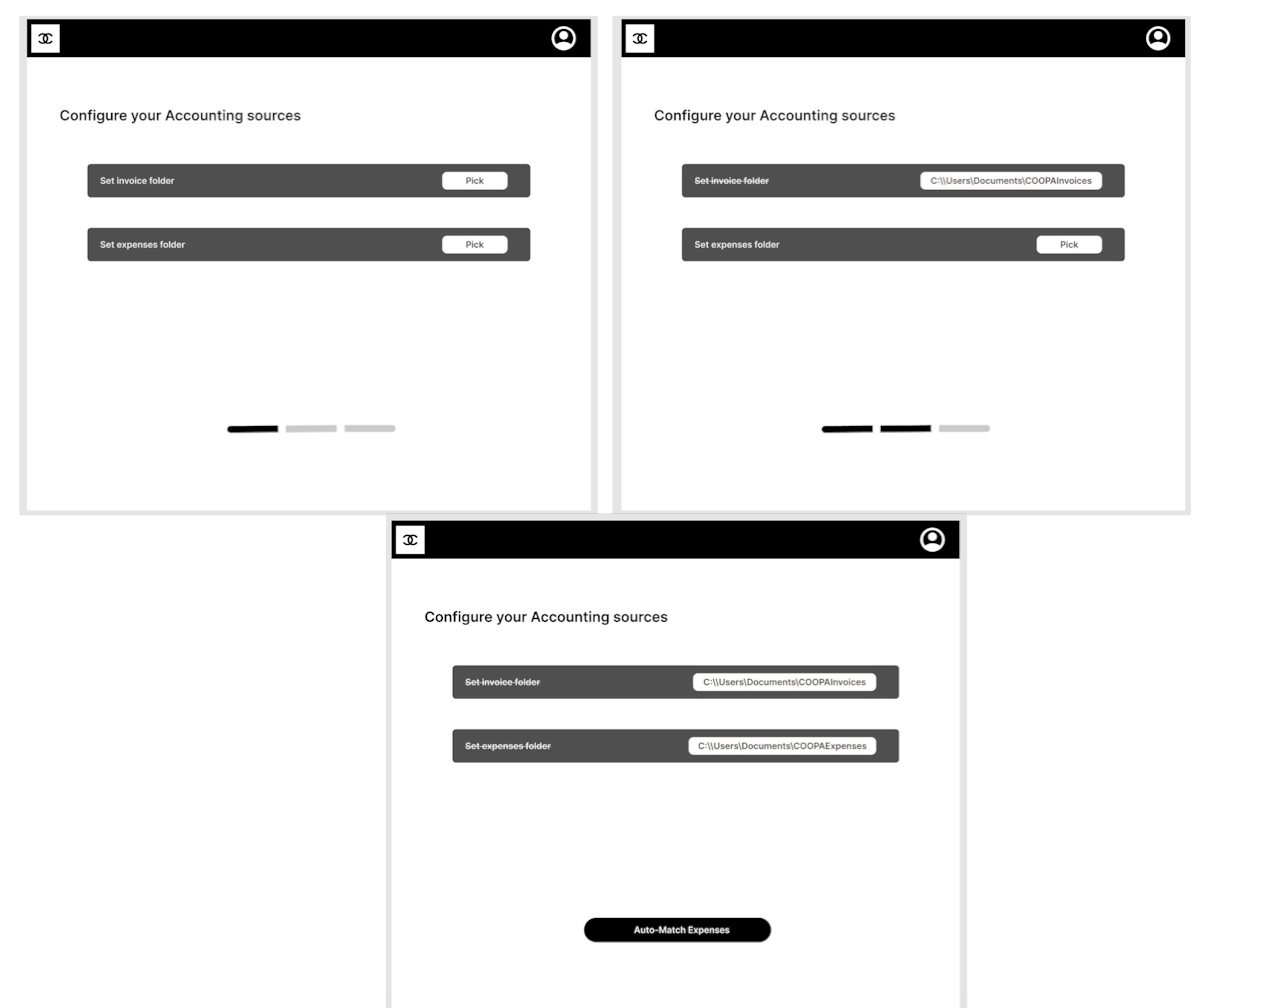 Configure your Accounting sources
Set invoice folder
Pick
Set expenses folder
Pick
Configure your Accounting sources
Set invoice folder
C:\\Users\Documents\COOPAInvoices
Set expenses folder
Pick
Configure your Accounting sources
Set invoice folder
C:\\Users\Documents\COOPAInvoices
Set expenses folder
C:\\Users\Documents\COOPAExpenses
Auto-Match Expenses